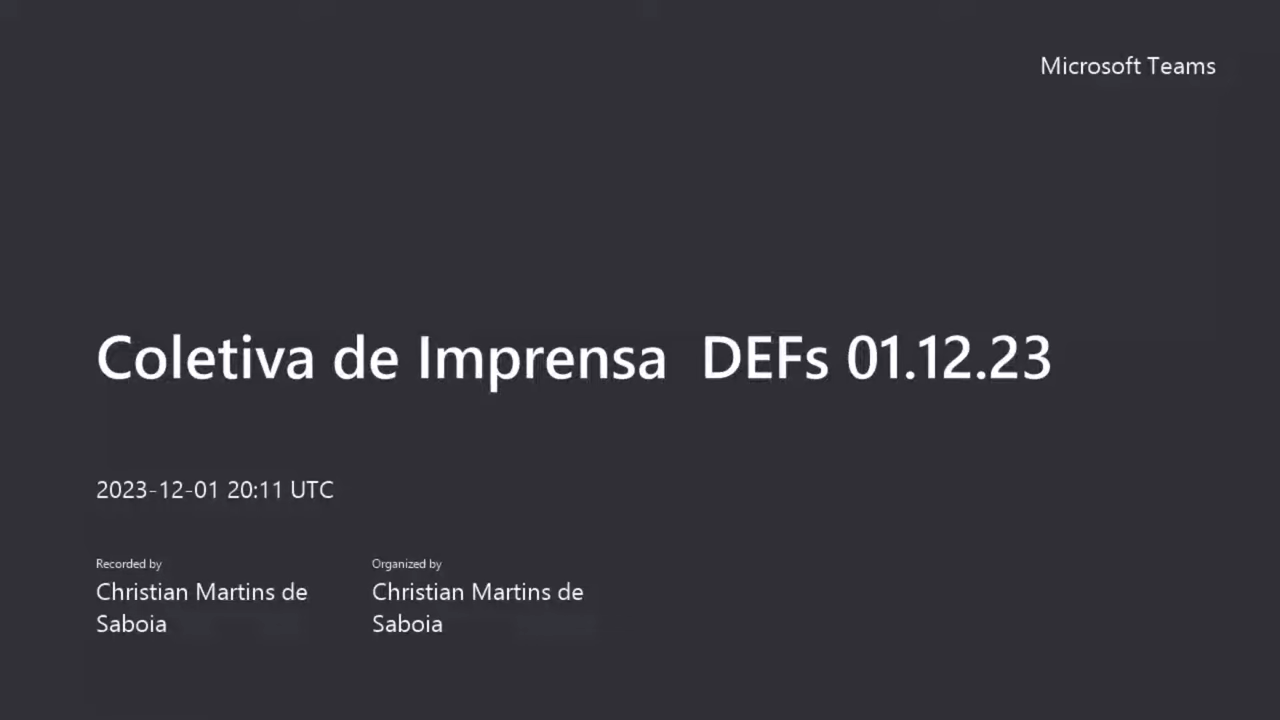 Microsoft Teams
Coletiva de Imprensa  DEFs 01.12.23
2023-12-01 20:11 UTC
Recorded by
Christian Martins de
Saboia
Organized by
Christian Martins de
Saboia